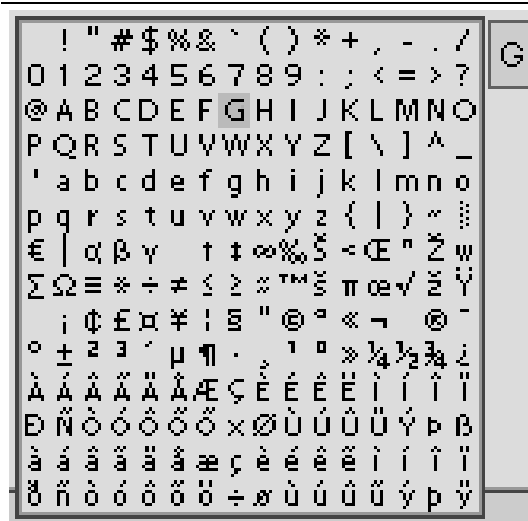 ! " # $ % & ` ( ) * + , - . / G
0 1 2 3 4 5 6 7 8 9 : ; < = > ?
@ A B C D E F G H I J K L M N O
P Q R S T U V W X Y Z [ \ ] ^ _
' a b c d e f g h i j k l m n o
p q r s t u v w x y z { | } ~
€ α β γ † ‡ ∞ ‰ Š < Œ " Ž w
Σ Ω ≡ ÷ ≠ ≤ ≥ ≈ ™ š π œ √ ž Ÿ
¡ ₵ £ ¤ ¥ ¦ § " © ª « ¬ ® ¯
° ± ² ³ ´ µ ¶ · ¸ ¹ º » ¼ ½ ¾ ¿
À Á Â Ã Ä Å Æ Ç È É Ê Ë Ì Í Î Ï
Ð Ñ Ò Ó Ô Õ Ö × Ø Ù Ú Û Ü Ý Þ ß
à á â ã ä å æ ç è é ê ë ì í î ï
ð ñ ò ó ô õ ö ÷ ø ù ú û ü ý þ ÿ